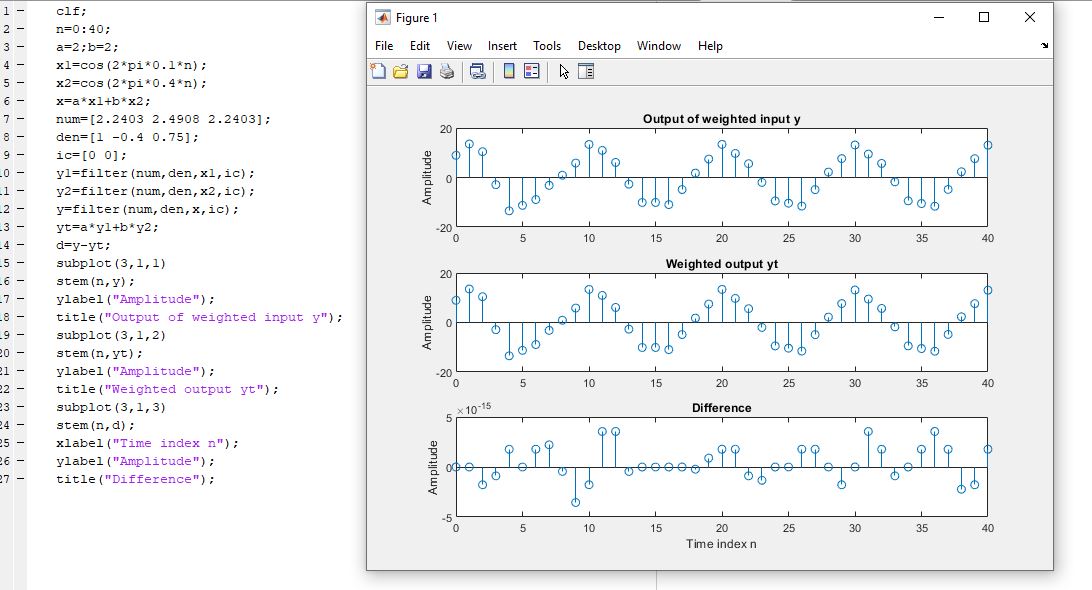 1 – clf;
2 – n=0:40;
3 – a=2;b=2;
4 – x1=cos(2*pi*0.1*n);
5 – x2=cos(2*pi*0.4*n);
6 – x=a*x1+b*x2;
7 – num=[2.2403 2.4908 2.2403];
8 – den=[1 -0.4 0.75];
9 – ic=[0 0];
10 – y1=filter(num,den,x1,ic);
11 – y2=filter(num,den,x2,ic);
12 – y=filter(num,den,x,ic);
13 – yt=a*y1+b*y2;
14 – d=y-yt;
15 – subplot(3,1,1)
16 – stem(n,y);
17 – ylabel("Amplitude");
18 – title("Output of weighted input y");
19 – subplot(3,1,2)
20 – stem(n,yt);
21 – ylabel("Amplitude");
22 – title("Weighted output yt");
23 – subplot(3,1,3)
24 – stem(n,d);
25 – xlabel("Time index n");
26 – ylabel("Amplitude");
27 – title("Difference");
Figure 1
File Edit View Insert Tools Desktop Window Help
Output of weighted input y
Amplitude
20
0
-20
0 5 10 15 20 25 30 35 40
Weighted output yt
Amplitude
20
0
-20
0 5 10 15 20 25 30 35 40
×10⁻¹⁵
Difference
Amplitude
5
0
-5
0 5 10 15 20 25 30 35 40
Time index n